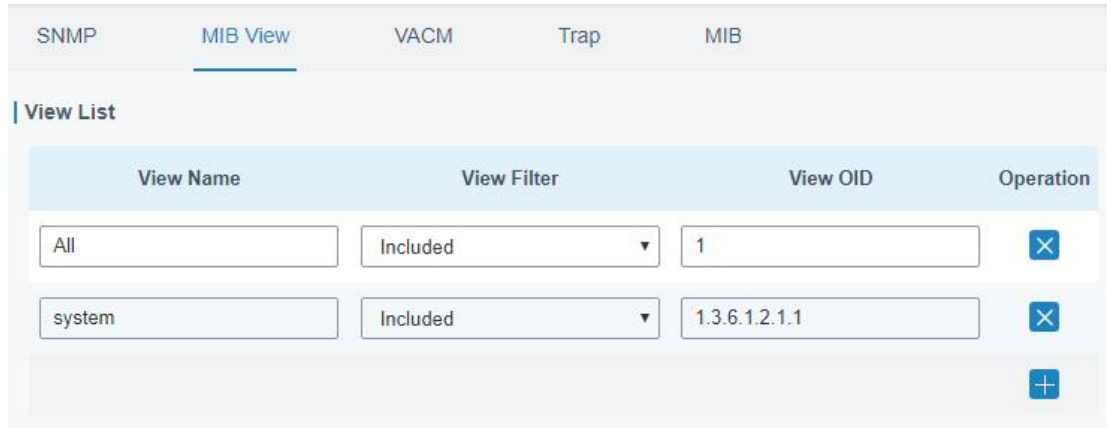 SNMP MIB View VACM Trap MIB
View List
View Name View Filter View OID Operation
All Included 1
system Included 1.3.6.1.2.1.1